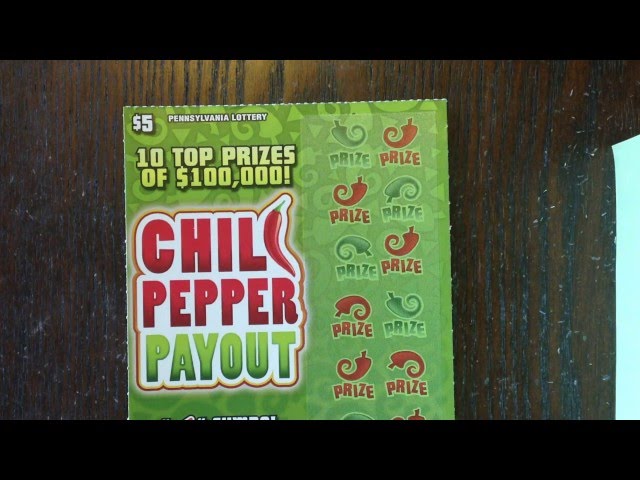 $5 PENNSYLVANIA LOTTERY
10 TOP PRIZES
OF $100,000!
CHILI
PEPPER
PAYOUT
PRIZE PRIZE
PRIZE PRIZE
PRIZE PRIZE
PRIZE PRIZE
PRIZE PRIZE